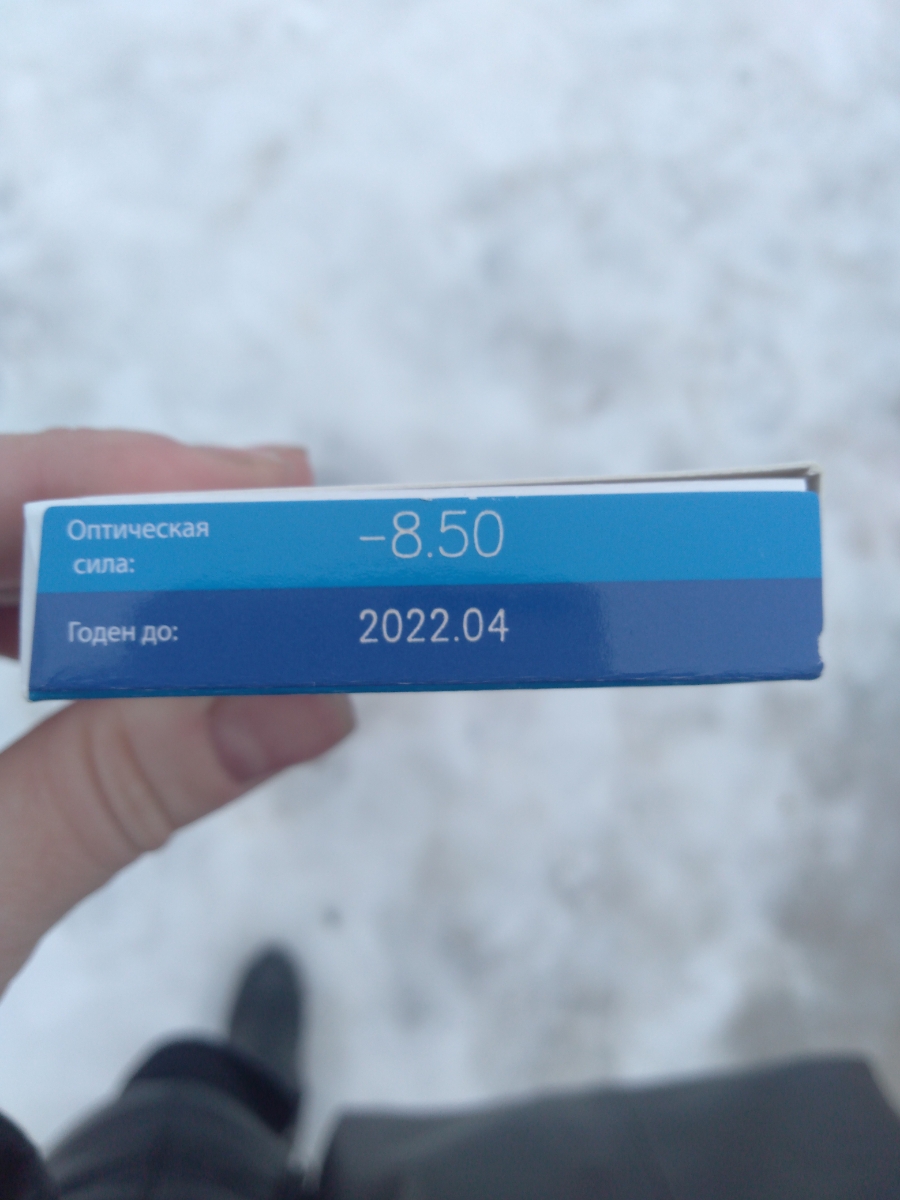 Оптическая
сила:
-8.50
Годен до:
2022.04